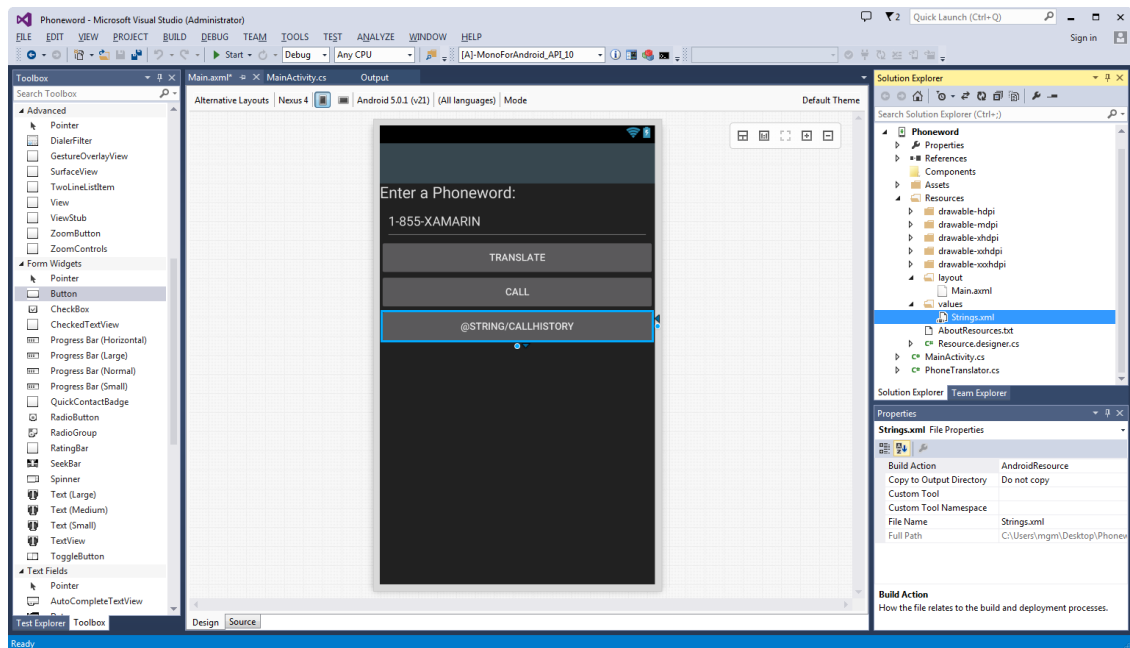 Phoneword - Microsoft Visual Studio (Administrator)
2
Quick Launch (Ctrl+Q)
FILE EDIT VIEW PROJECT BUILD DEBUG TEAM TOOLS TEST ANALYZE WINDOW HELP
Sign in
Start Debug Any CPU [A]-MonoForAndroid_API_10
Toolbox
Search Toolbox
Advanced
Pointer
DialerFilter
GestureOverlayView
SurfaceView
TwoLineListItem
View
ViewStub
ZoomButton
ZoomControls
Form Widgets
Pointer
Button
CheckBox
CheckedTextView
Progress Bar (Horizontal)
Progress Bar (Large)
Progress Bar (Normal)
Progress Bar (Small)
QuickContactBadge
RadioButton
RadioGroup
RatingBar
SeekBar
Spinner
Text (Large)
Text (Medium)
Text (Small)
TextView
ToggleButton
Text Fields
Pointer
AutoCompleteTextView
Test Explorer Toolbox
Main.axml* MainActivity.cs Output
Alternative Layouts Nexus 4 Android 5.0.1 (v21) (All languages) Mode Default Theme
Enter a Phoneword:
1-855-XAMARIN
TRANSLATE
CALL
@STRING/CALLHISTORY
Design Source
Solution Explorer
Search Solution Explorer (Ctrl+;)
Phoneword
Properties
References
Components
Assets
Resources
drawable-hdpi
drawable-mdpi
drawable-xhdpi
drawable-xxhdpi
drawable-xxxhdpi
layout
Main.axml
values
Strings.xml
AboutResources.txt
C# Resource.designer.cs
C# MainActivity.cs
C# PhoneTranslator.cs
Solution Explorer Team Explorer
Properties
Strings.xml File Properties
Build Action AndroidResource
Copy to Output Directory Do not copy
Custom Tool
Custom Tool Namespace
File Name Strings.xml
Full Path C:\Users\mgm\Desktop\Phonew
Build Action
How the file relates to the build and deployment processes.
Ready